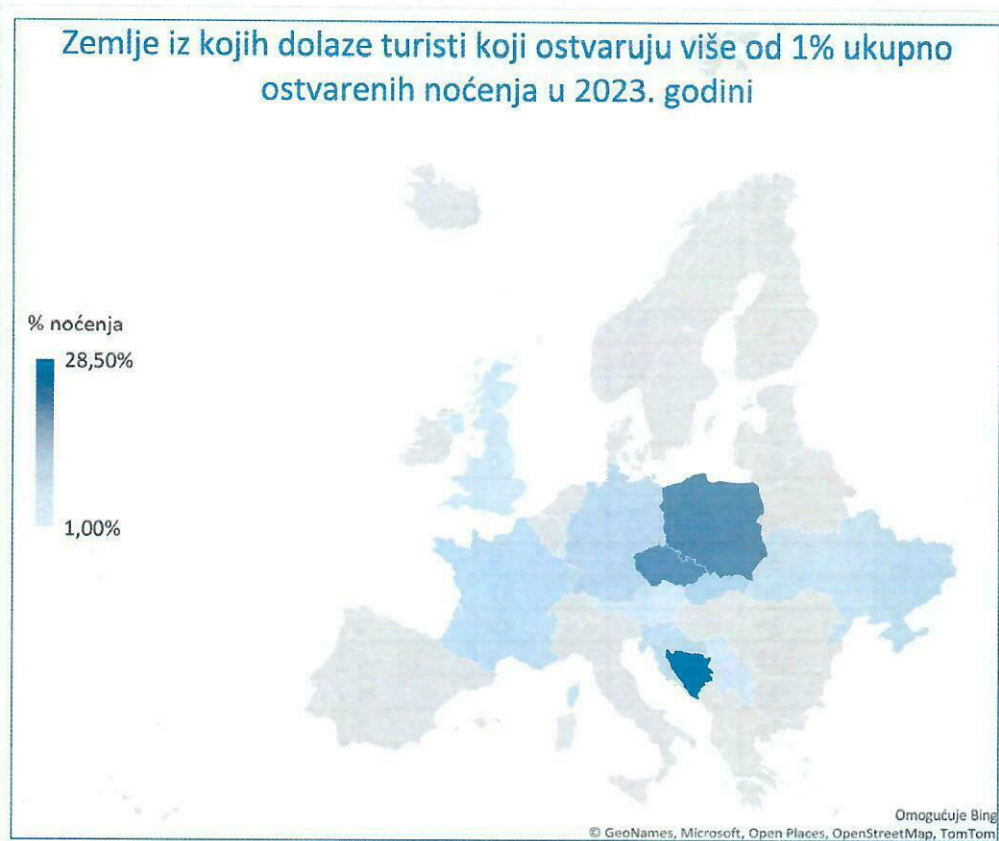 Zemlje iz kojih dolaze turisti koji ostvaruju više od 1% ukupno
ostvarenih noćenja u 2023. godini
% noćenja
28,50%
1,00%
Omogućuje Bing
© GeoNames, Microsoft, Open Places, OpenStreetMap, TomTom